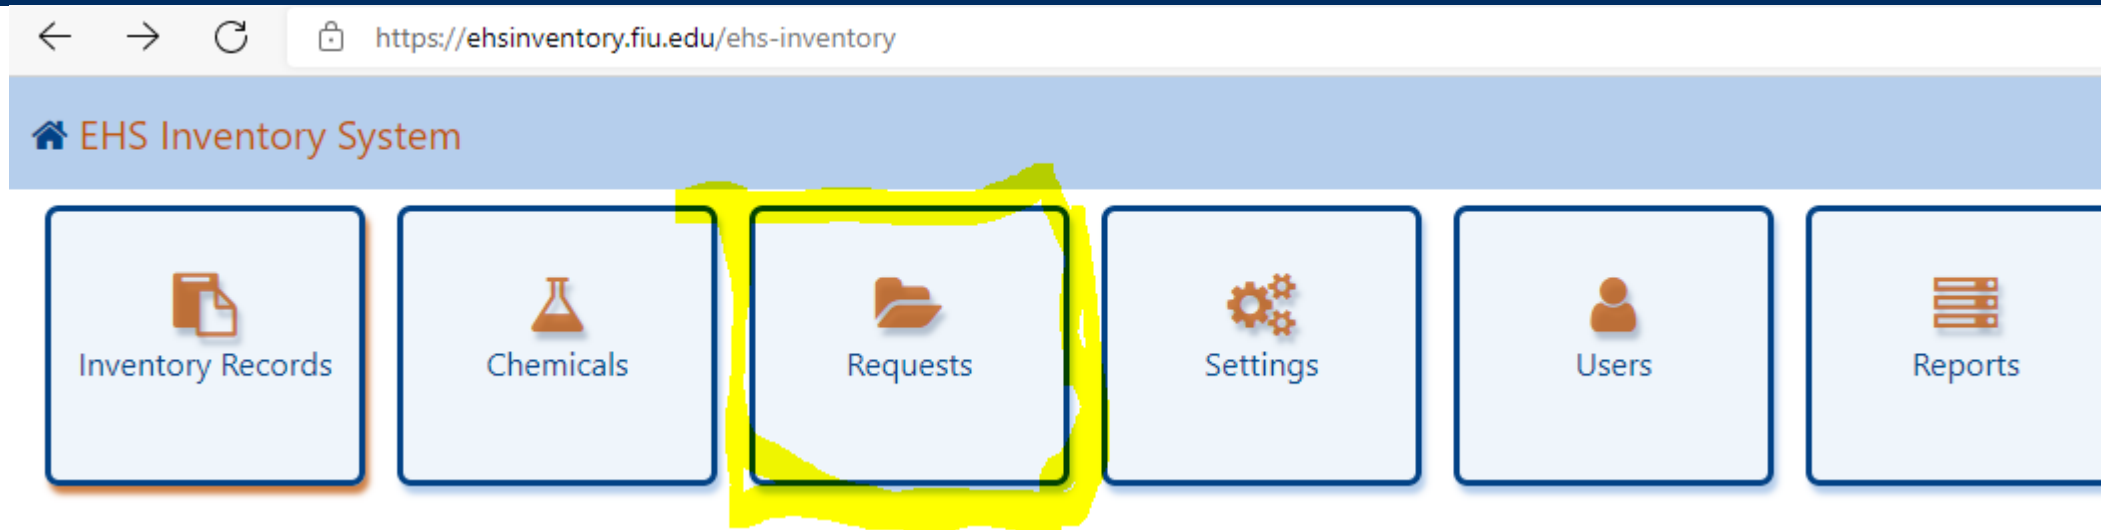 https://ehsinventory.fiu.edu/ehs-inventory
EHS Inventory System
Inventory Records
Chemicals
Requests
Settings
Users
Reports